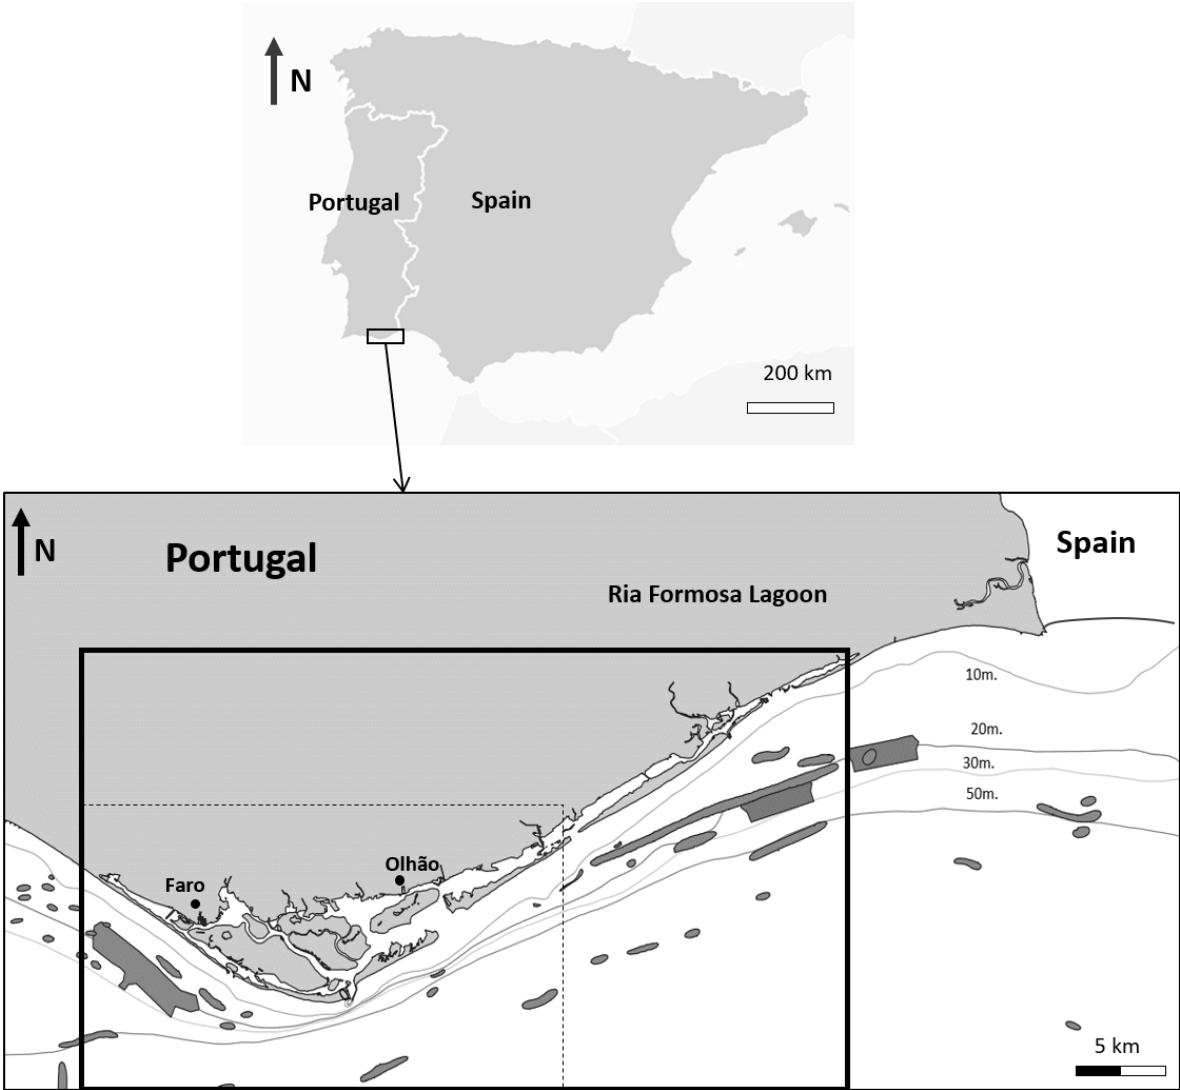 N
Portugal
Spain
200 km
N
Portugal
Spain
Ria Formosa Lagoon
10m.
20m.
30m.
50m.
Olhão
Faro
5 km